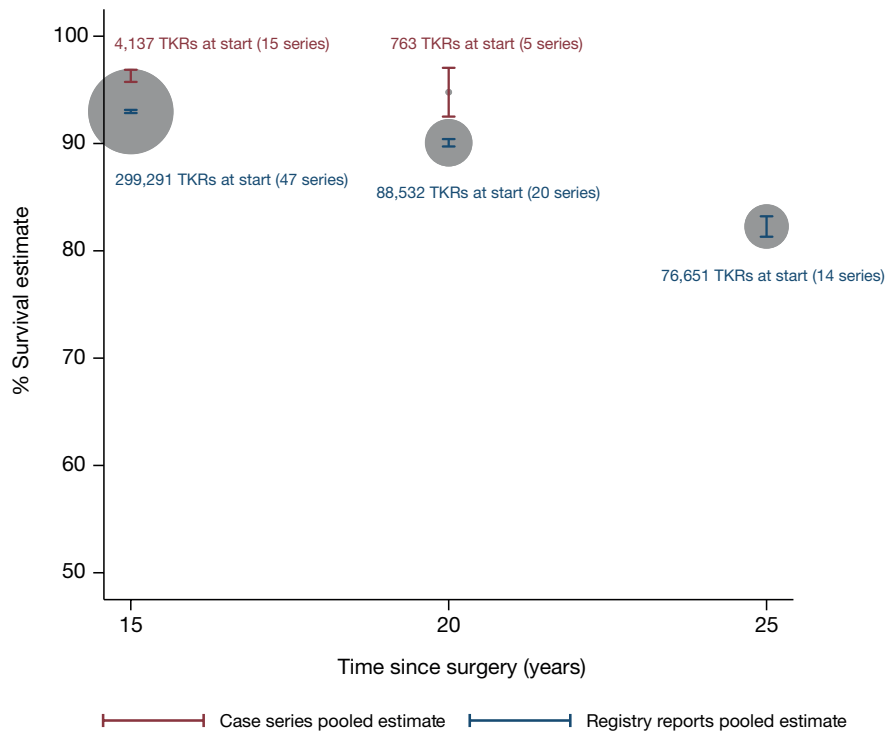 100
4,137 TKRs at start (15 series)
763 TKRs at start (5 series)
90
299,291 TKRs at start (47 series)
88,532 TKRs at start (20 series)
80
76,651 TKRs at start (14 series)
70
60
50
% Survival estimate
15
20
25
Time since surgery (years)
Case series pooled estimate
Registry reports pooled estimate